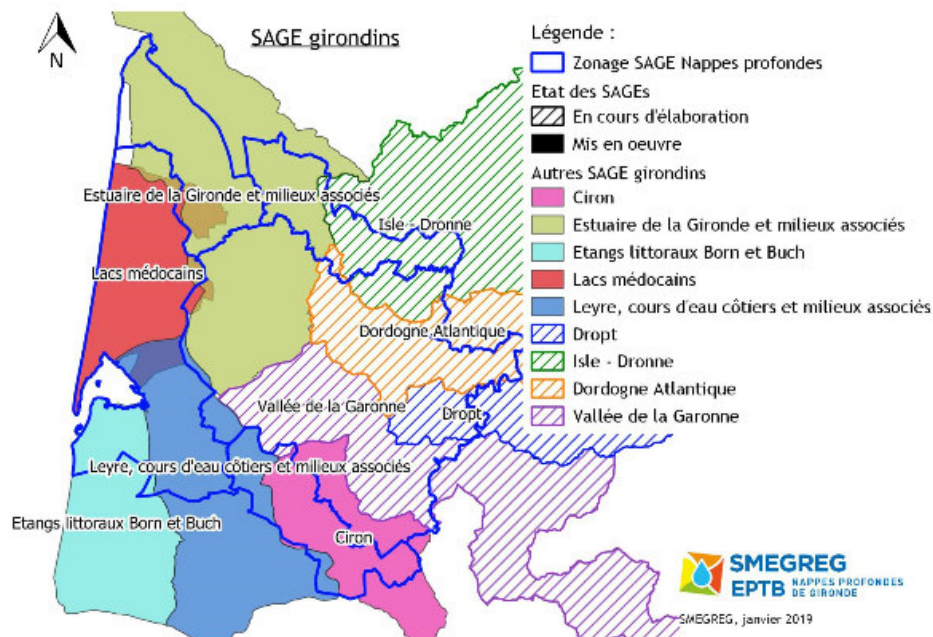 SAGE girondins
N
Légende :
Zonage SAGE Nappes profondes
Etat des SAGEs
En cours d'élaboration
Mis en oeuvre
Autres SAGE girondins
Ciron
Estuaire de la Gironde et milieux associés
Etangs littoraux Born et Buch
Lacs médocains
Leyre, cours d'eau côtiers et milieux associés
Dropt
Isle - Dronne
Dordogne Atlantique
Vallée de la Garonne
Estuaire de la Gironde et milieux associés
Isle - Dronne
Lacs médocains
Dordogne Atlantique
Vallée de la Garonne
Dropt
Leyre, cours d'eau côtiers et milieux associés
Etangs littoraux Born et Buch
Ciron
SMEGREG
EPTB NAPPES PROFONDES
DE GIRONDE
SMEGREG, janvier 2019